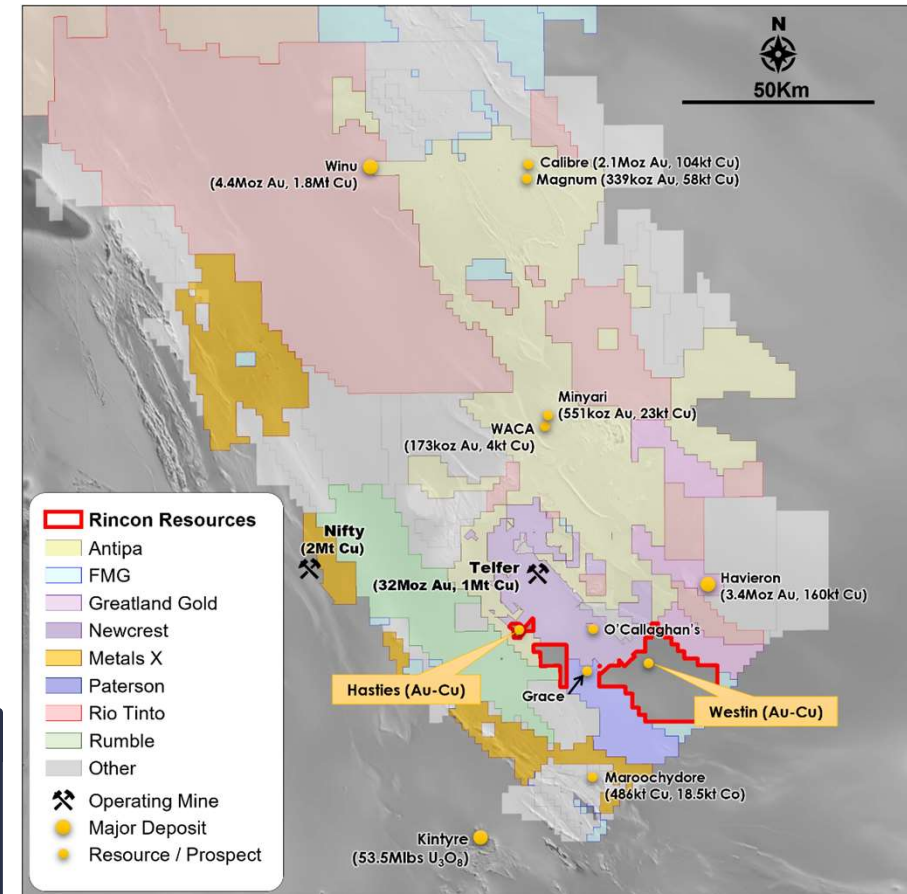 N
50Km
Winu
(4.4Moz Au, 1.8Mt Cu)
Calibre (2.1Moz Au, 104kt Cu)
Magnum (339koz Au, 58kt Cu)
Minyari
(551koz Au, 23kt Cu)
WACA
(173koz Au, 4kt Cu)
Nifty
(2Mt Cu)
Telfer
(32Moz Au, 1Mt Cu)
Havieron
(3.4Moz Au, 160kt Cu)
O'Callaghan's
Hasties (Au-Cu)
Grace
Westin (Au-Cu)
Maroochydore
(486kt Cu, 18.5kt Co)
Kintyre
(53.5Mlbs U₃O₈)
Rincon Resources
Antipa
FMG
Greatland Gold
Newcrest
Metals X
Paterson
Rio Tinto
Rumble
Other
Operating Mine
Major Deposit
Resource / Prospect